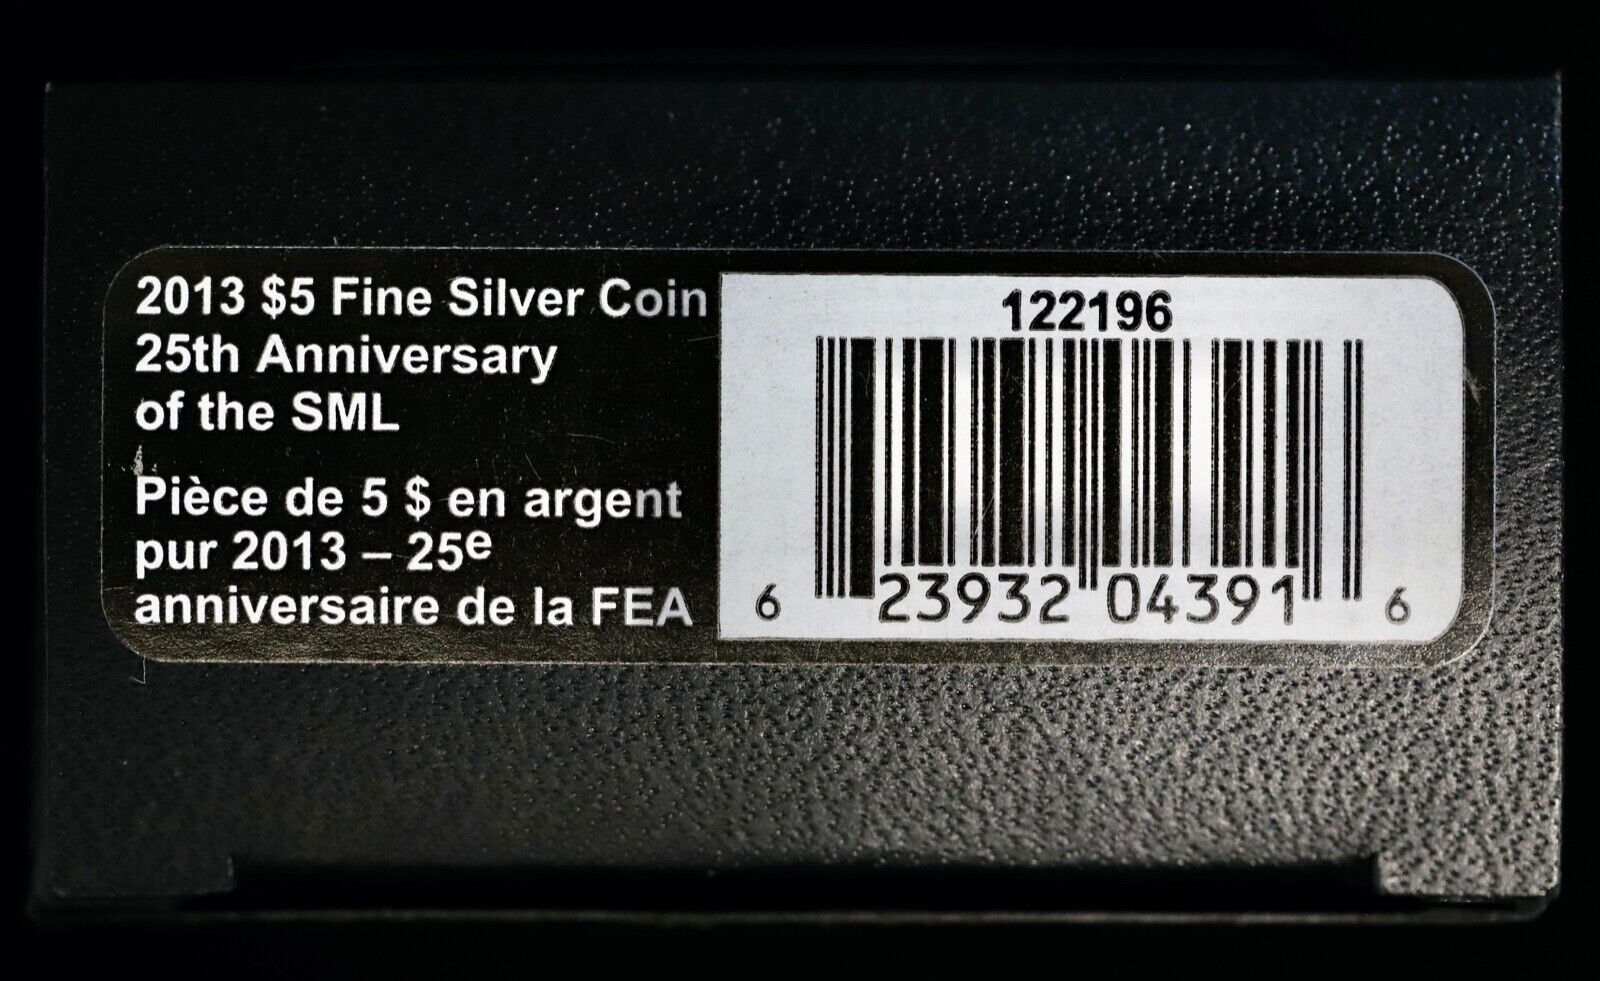 2013 $5 Fine Silver Coin
25th Anniversary
of the SML
Pièce de 5 $ en argent
pur 2013 – 25e
anniversaire de la FEA
122196
6 23932 04391 6